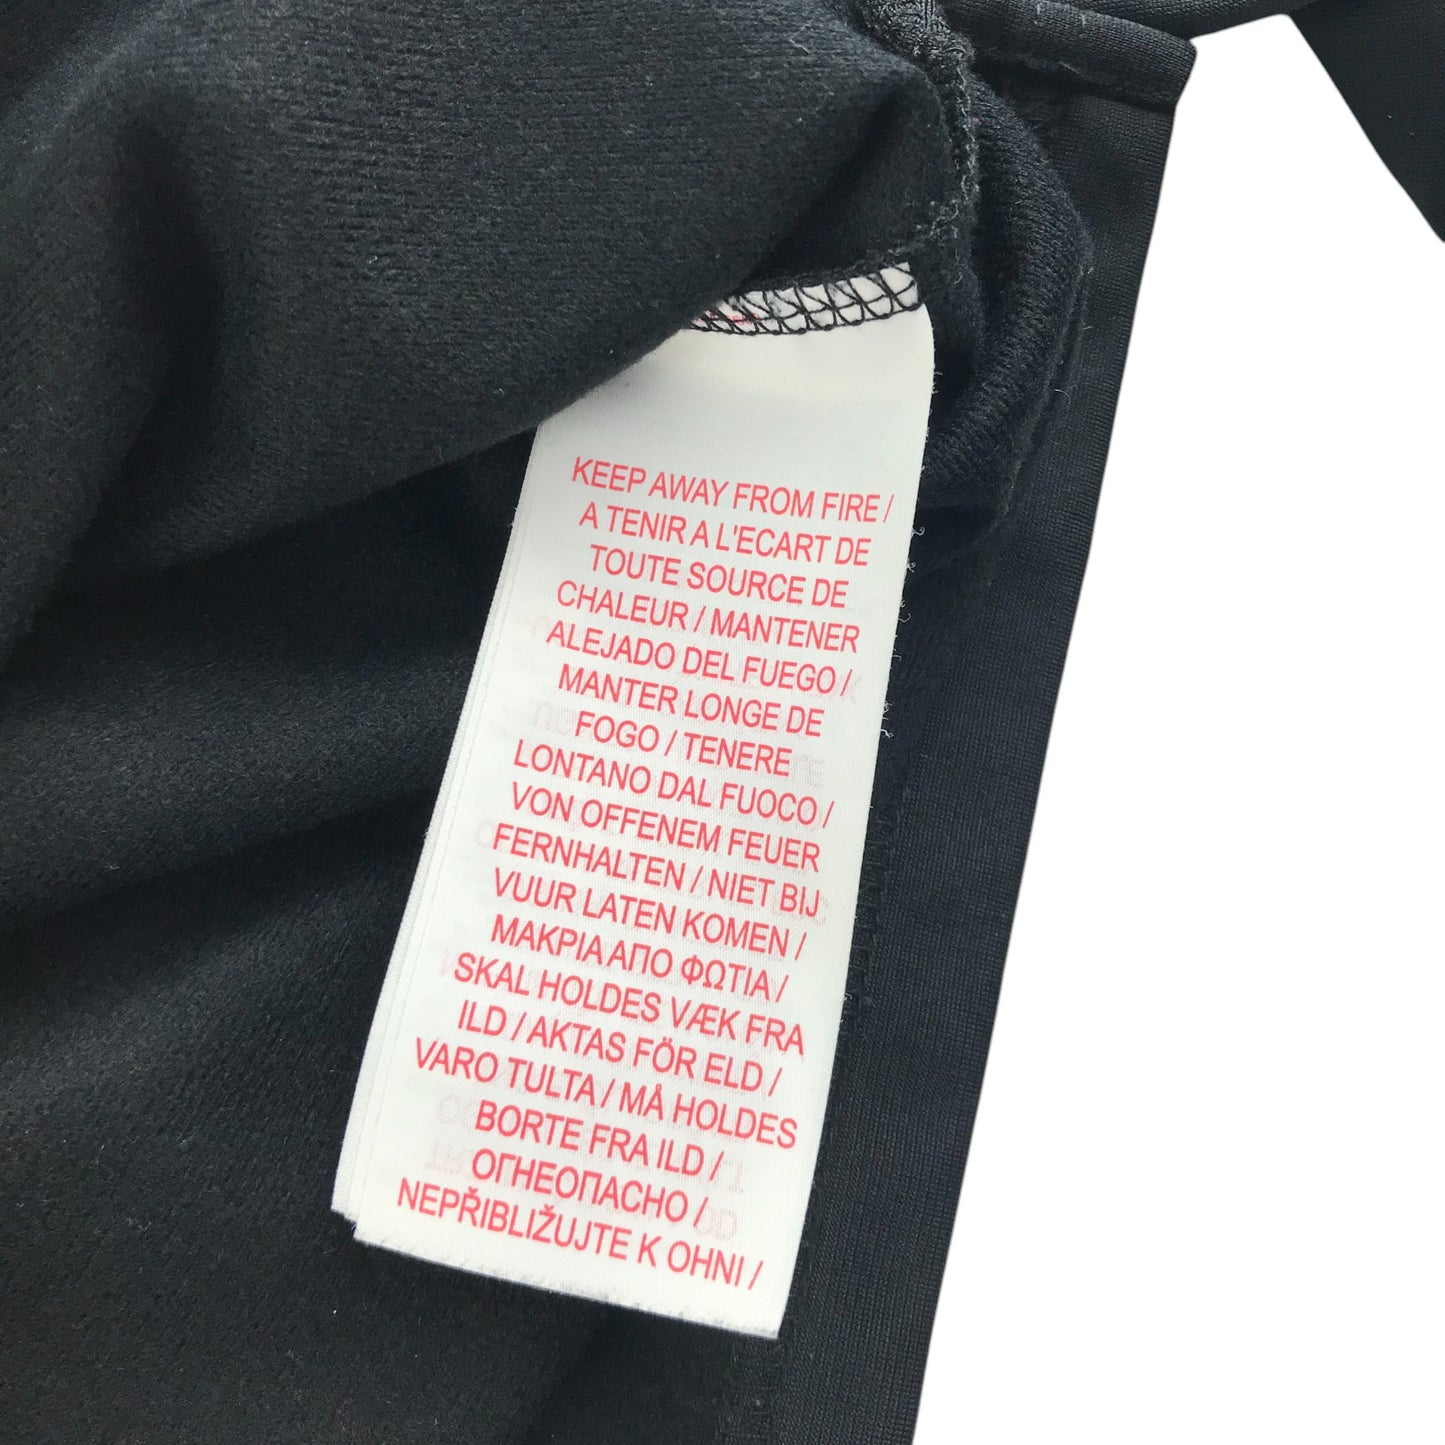 KEEP AWAY FROM FIRE /
A TENIR A L'ECART DE
TOUTE SOURCE DE
CHALEUR / MANTENER
ALEJADO DEL FUEGO /
MANTER LONGE DE
FOGO / TENERE
LONTANO DAL FUOCO /
VON OFFENEM FEUER
FERNHALTEN / NIET BIJ
VUUR LATEN KOMEN /
ΜΑΚΡΙΑ ΑΠΟ ΦΩΤΙΑ /
SKAL HOLDES VÆK FRA
ILD / AKTAS FÖR ELD /
VARO TULTA / MÅ HOLDES
BORTE FRA ILD /
ОГНЕОПАСНО /
NEPŘIBLIŽUJTE K OHNI /